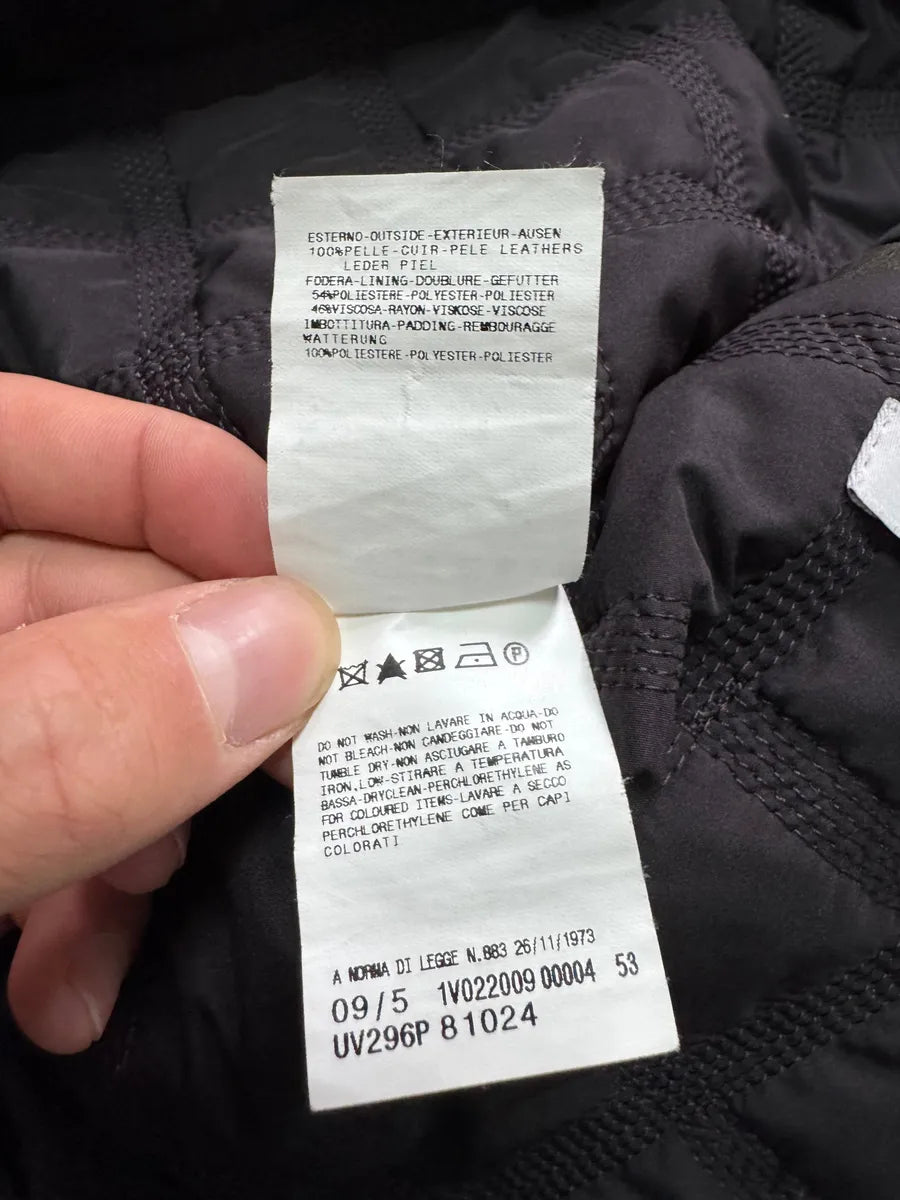 ESTERNO-OUTSIDE-EXTERIEUR-AUSEN
100%PELLE-CUIR-PELE LEATHERS
LEDER PIEL
FODERA-LINING-DOUBLURE-GEFUTTER
54%POLIESTERE-POLYESTER-POLIESTER
46%VISCOSA-RAYON-VISKOSE-VISCOSE
IMBOTTITURA-PADDING-REMBOURAGGE
WATTERUNG
100%POLIESTERE-POLYESTER-POLIESTER
P
DO NOT WASH-NON LAVARE IN ACQUA-DO
NOT BLEACH-NON CANDEGGIARE-DO NOT
TUMBLE DRY-NON ASCIUGARE A TAMBURO
IRON,LOW-STIRARE A TEMPERATURA
BASSA-DRYCLEAN-PERCHLORETHYLENE AS
FOR COLOURED ITEMS-LAVARE A SECCO
PERCHLORETHYLENE COME PER CAPI
COLORATI
A NORMA DI LEGGE N.883 26/11/1973
09/5 1V022009 00004 53
UV296P 81024